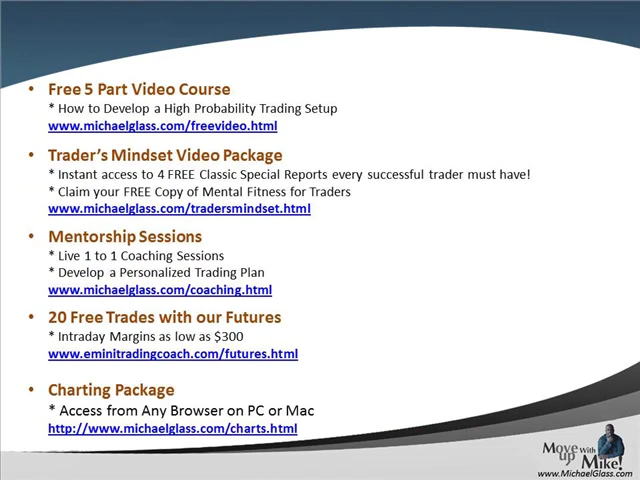 • Free 5 Part Video Course
* How to Develop a High Probability Trading Setup
www.michaelglass.com/freevideo.html
• Trader's Mindset Video Package
* Instant access to 4 FREE Classic Special Reports every successful trader must have!
* Claim your FREE Copy of Mental Fitness for Traders
www.michaelglass.com/tradersmindset.html
• Mentorship Sessions
* Live 1 to 1 Coaching Sessions
* Develop a Personalized Trading Plan
www.michaelglass.com/coaching.html
• 20 Free Trades with our Futures
* Intraday Margins as low as $300
www.eminitradingcoach.com/futures.html
• Charting Package
* Access from Any Browser on PC or Mac
http://www.michaelglass.com/charts.html
Move up With Mike!
www.MichaelGlass.com